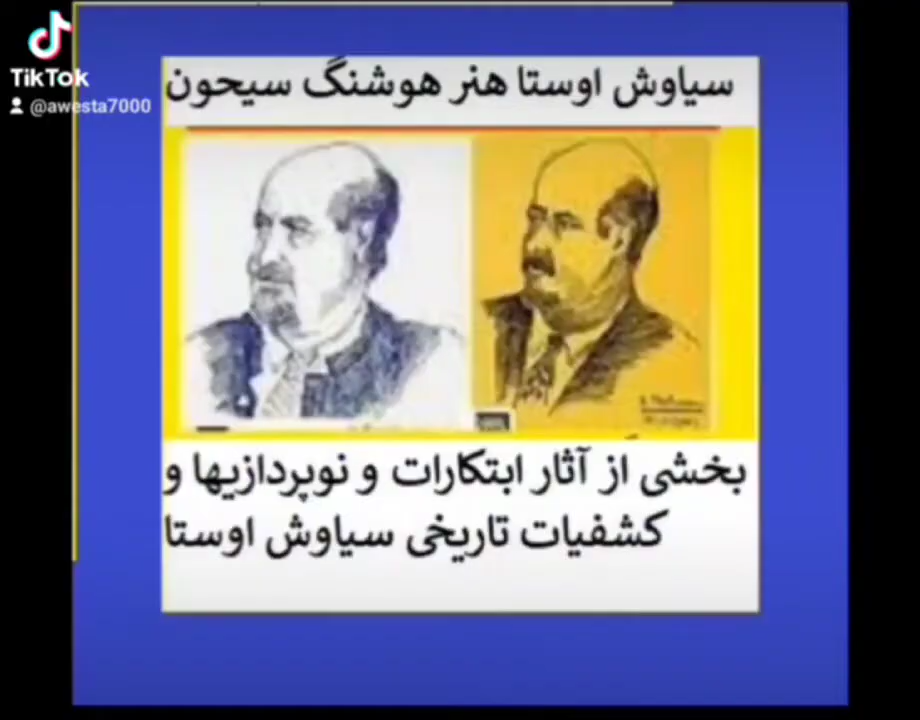 TikTok
@awesta7000
سیاوش اوستا هنر هوشنگ سیحون
بخشی از آثار ابتکارات و نوپردازیها و
کشفیات تاریخی سیاوش اوستا